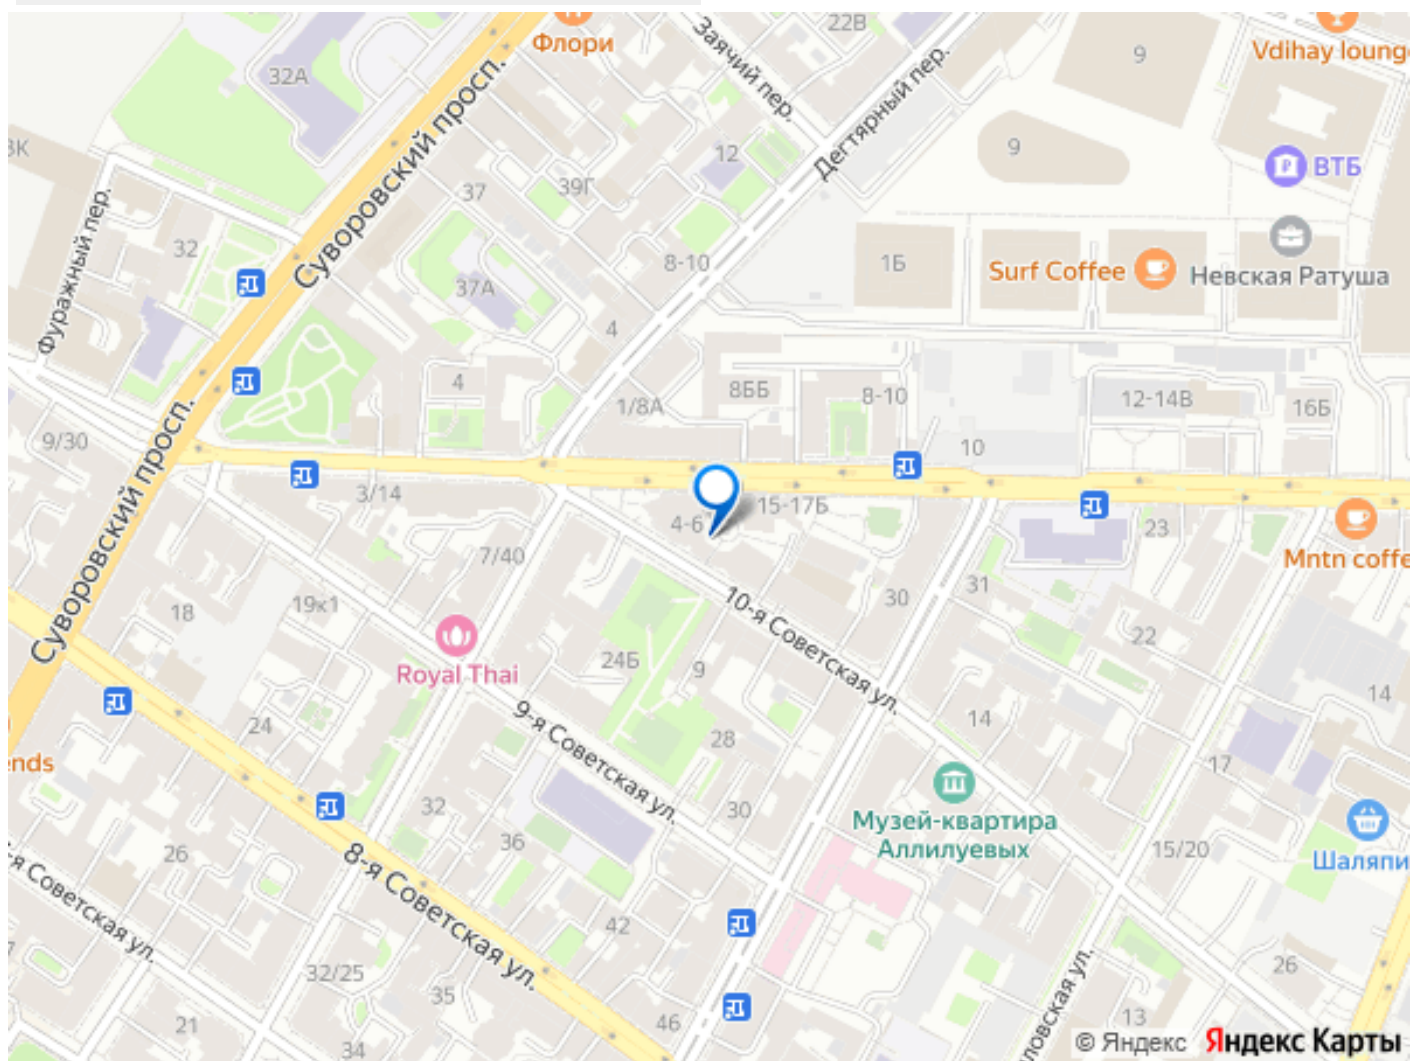 Флори
Заячий пер.
22В
Vdihay loung
32А
Суворовский просп.
Дегтярный пер.
9
12
9
ВТБ
37
39Г
Фуражный пер.
32
8-10
1Б
Surf Coffee
Невская Ратуша
37А
4
4
8ББ
8-10
1/8А
12-14В
16Б
9/30
10
Суворовский просп.
3/14
4-6
15-17Б
23
Mntn coffe
7/40
31
30
18
19к1
10-я Советская ул.
22
24Б
9
Royal Thai
14
24
9-я Советская ул.
28
14
17
ends
32
30
Музей-квартира
Аллилуевых
36
15/20
Шаляпи
26
8-я Советская ул.
я Советская ул.
42
32/25
26
35
ловская ул.
21
34
46
13
© Яндекс
Яндекс Карты